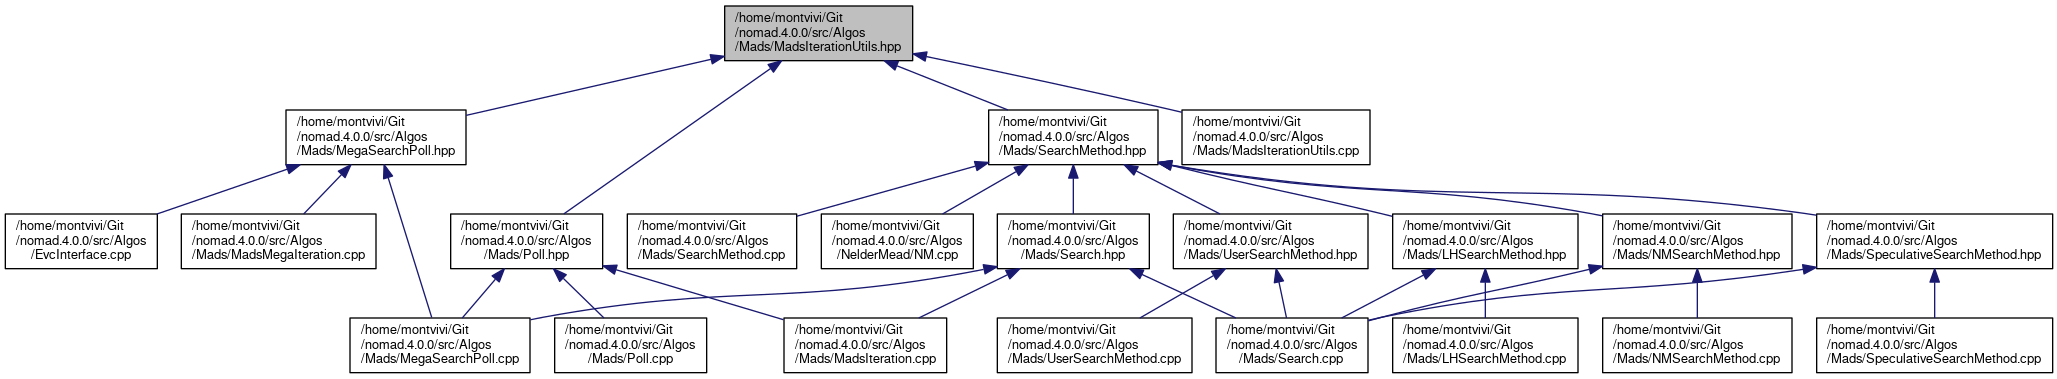 /home/montvivi/Git
/nomad.4.0.0/src/Algos
/Mads/MadsIterationUtils.hpp
/home/montvivi/Git
/nomad.4.0.0/src/Algos
/Mads/MegaSearchPoll.hpp
/home/montvivi/Git
/nomad.4.0.0/src/Algos
/Mads/SearchMethod.hpp
/home/montvivi/Git
/nomad.4.0.0/src/Algos
/Mads/MadsIterationUtils.cpp
/home/montvivi/Git
/nomad.4.0.0/src/Algos
/EvcInterface.cpp
/home/montvivi/Git
/nomad.4.0.0/src/Algos
/Mads/MadsMegaIteration.cpp
/home/montvivi/Git
/nomad.4.0.0/src/Algos
/Mads/Poll.hpp
/home/montvivi/Git
/nomad.4.0.0/src/Algos
/Mads/SearchMethod.cpp
/home/montvivi/Git
/nomad.4.0.0/src/Algos
/NelderMead/NM.cpp
/home/montvivi/Git
/nomad.4.0.0/src/Algos
/Mads/Search.hpp
/home/montvivi/Git
/nomad.4.0.0/src/Algos
/Mads/UserSearchMethod.hpp
/home/montvivi/Git
/nomad.4.0.0/src/Algos
/Mads/LHSearchMethod.hpp
/home/montvivi/Git
/nomad.4.0.0/src/Algos
/Mads/NMSearchMethod.hpp
/home/montvivi/Git
/nomad.4.0.0/src/Algos
/Mads/SpeculativeSearchMethod.hpp
/home/montvivi/Git
/nomad.4.0.0/src/Algos
/Mads/MegaSearchPoll.cpp
/home/montvivi/Git
/nomad.4.0.0/src/Algos
/Mads/Poll.cpp
/home/montvivi/Git
/nomad.4.0.0/src/Algos
/Mads/MadsIteration.cpp
/home/montvivi/Git
/nomad.4.0.0/src/Algos
/Mads/UserSearchMethod.cpp
/home/montvivi/Git
/nomad.4.0.0/src/Algos
/Mads/Search.cpp
/home/montvivi/Git
/nomad.4.0.0/src/Algos
/Mads/LHSearchMethod.cpp
/home/montvivi/Git
/nomad.4.0.0/src/Algos
/Mads/NMSearchMethod.cpp
/home/montvivi/Git
/nomad.4.0.0/src/Algos
/Mads/SpeculativeSearchMethod.cpp